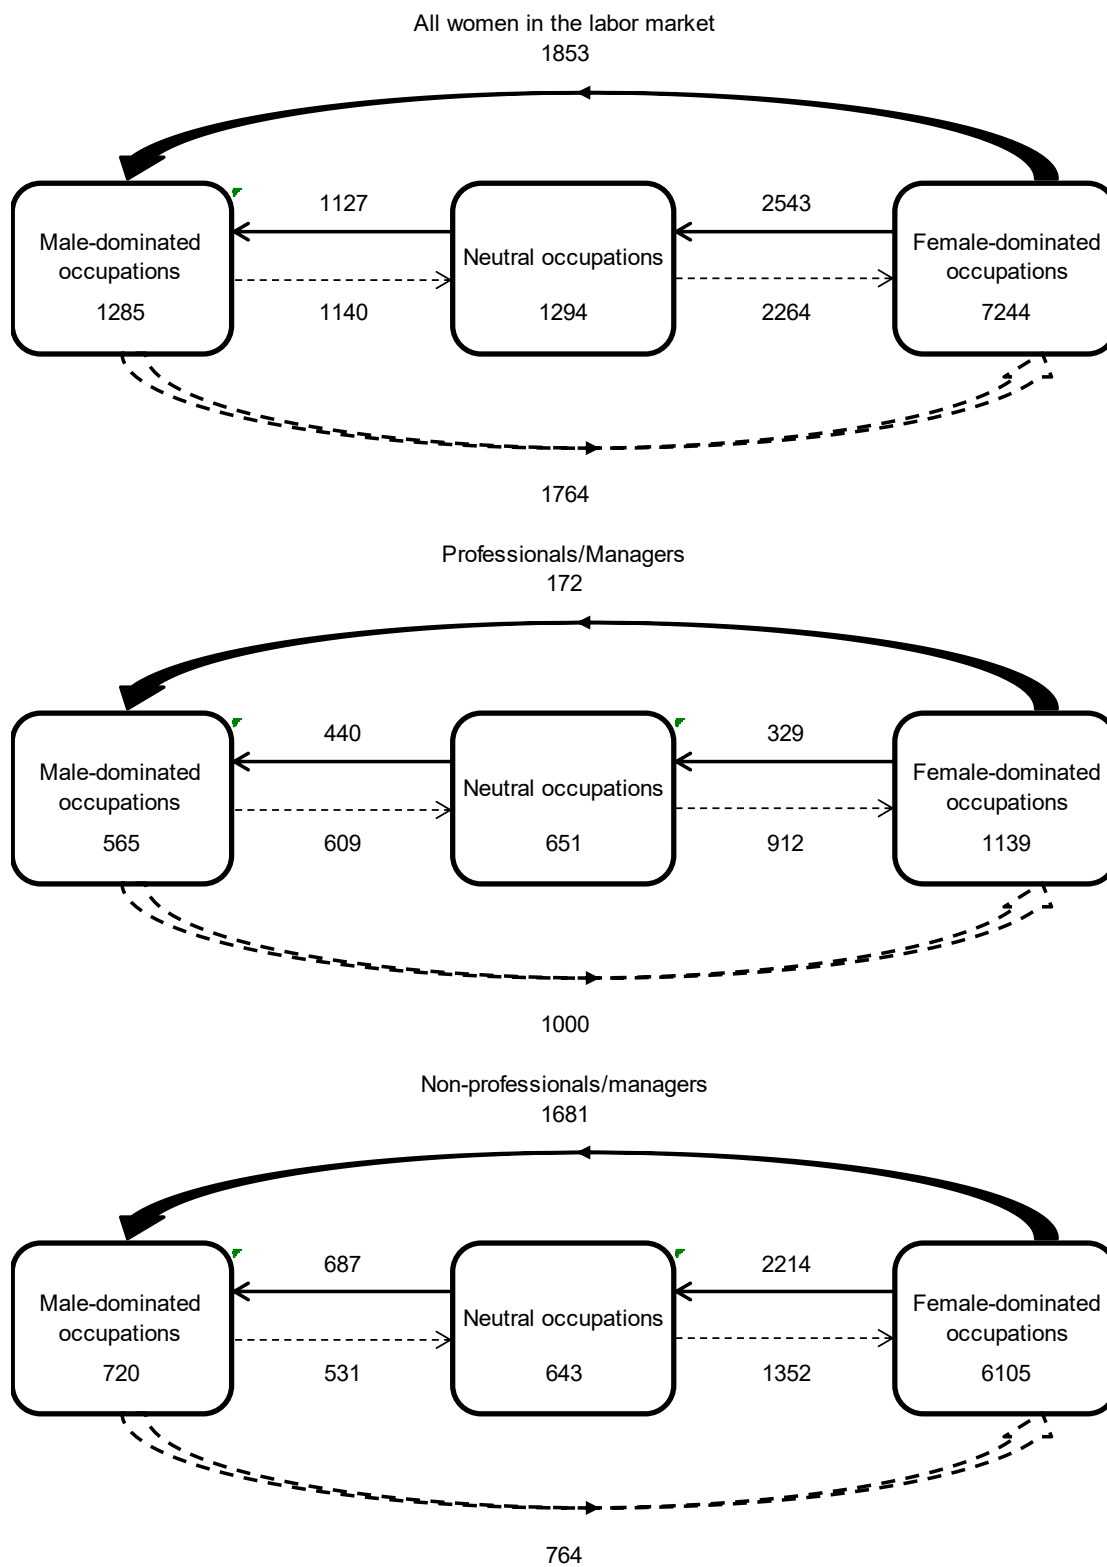 All women in the labor market
1853
1127
2543
Male-dominated
occupations
Neutral occupations
Female-dominated
occupations
1285
1140
1294
2264
7244
1764
Professionals/Managers
172
440
329
Male-dominated
occupations
Neutral occupations
Female-dominated
occupations
565
609
651
912
1139
1000
Non-professionals/managers
1681
687
2214
Male-dominated
occupations
Neutral occupations
Female-dominated
occupations
720
531
643
1352
6105
764